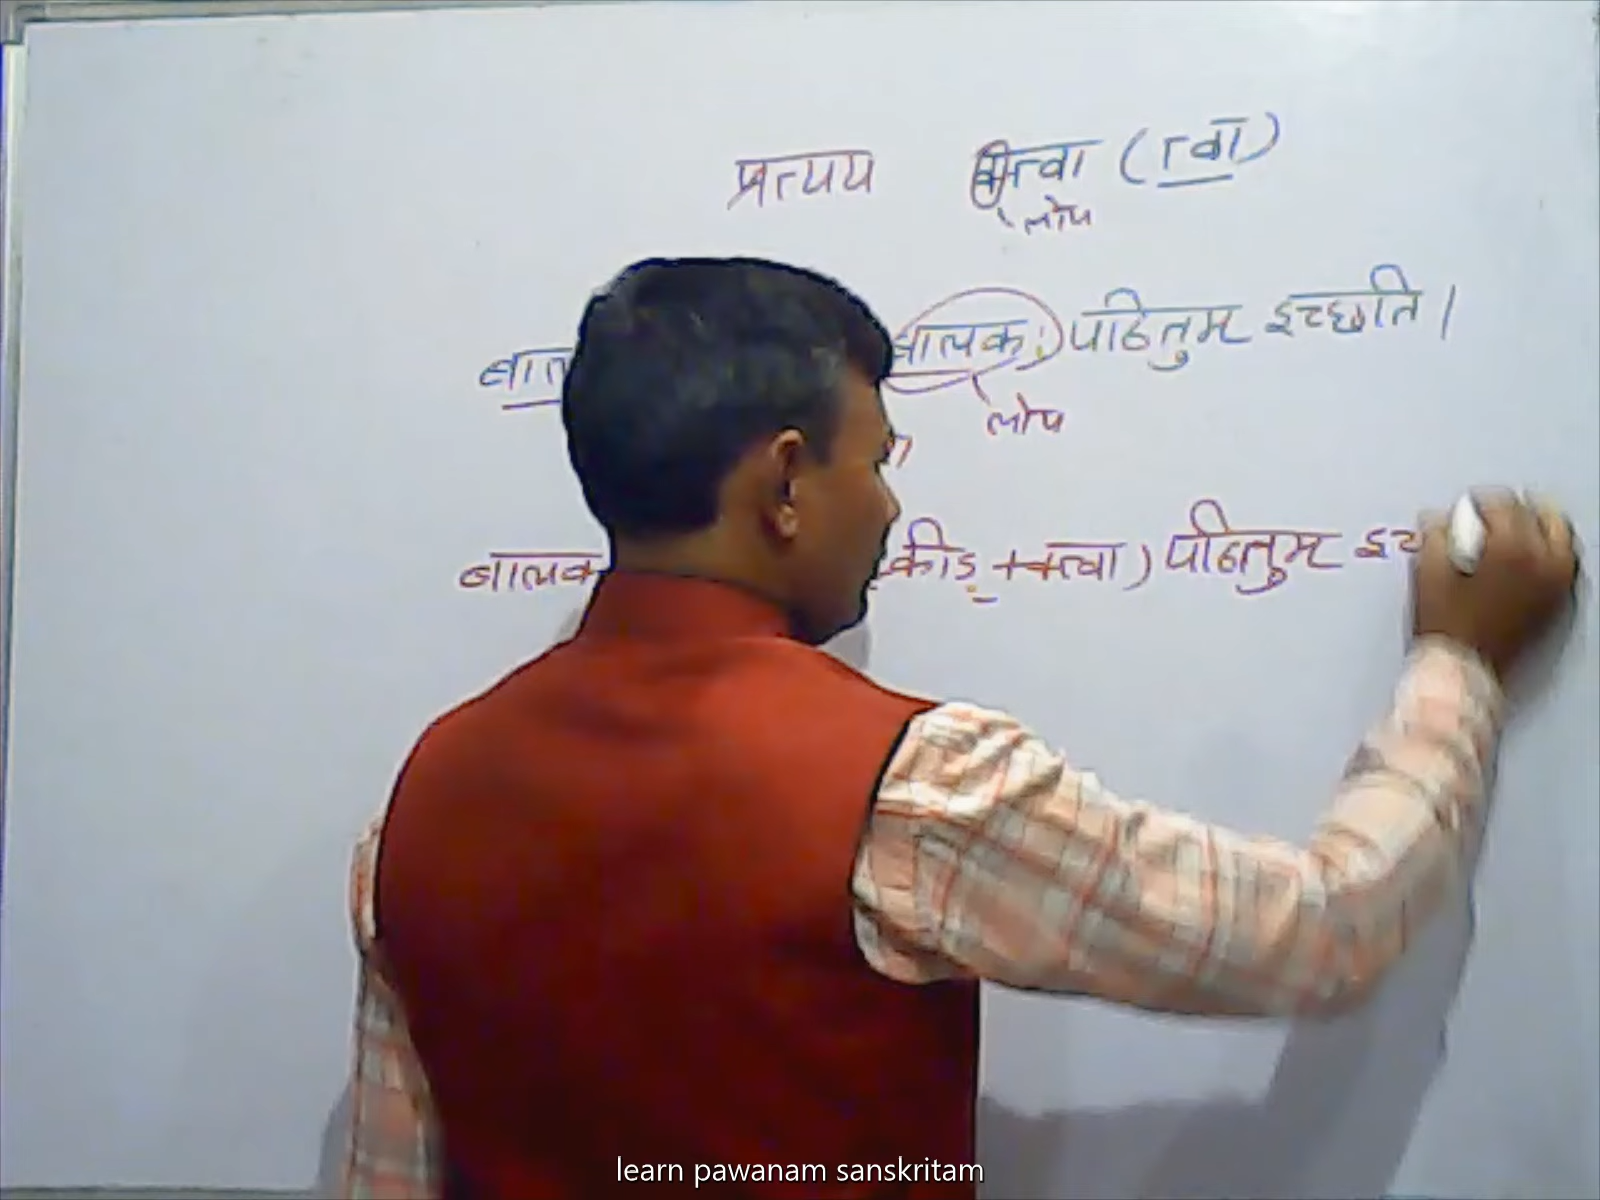 प्रत्यय क्त्वा (त्वा)
लोप
बाल बालकः पठितुम इच्छति ।
लोप
बालक क्रीड् + क्त्वा) पठितुम इच
learn pawanam sanskritam